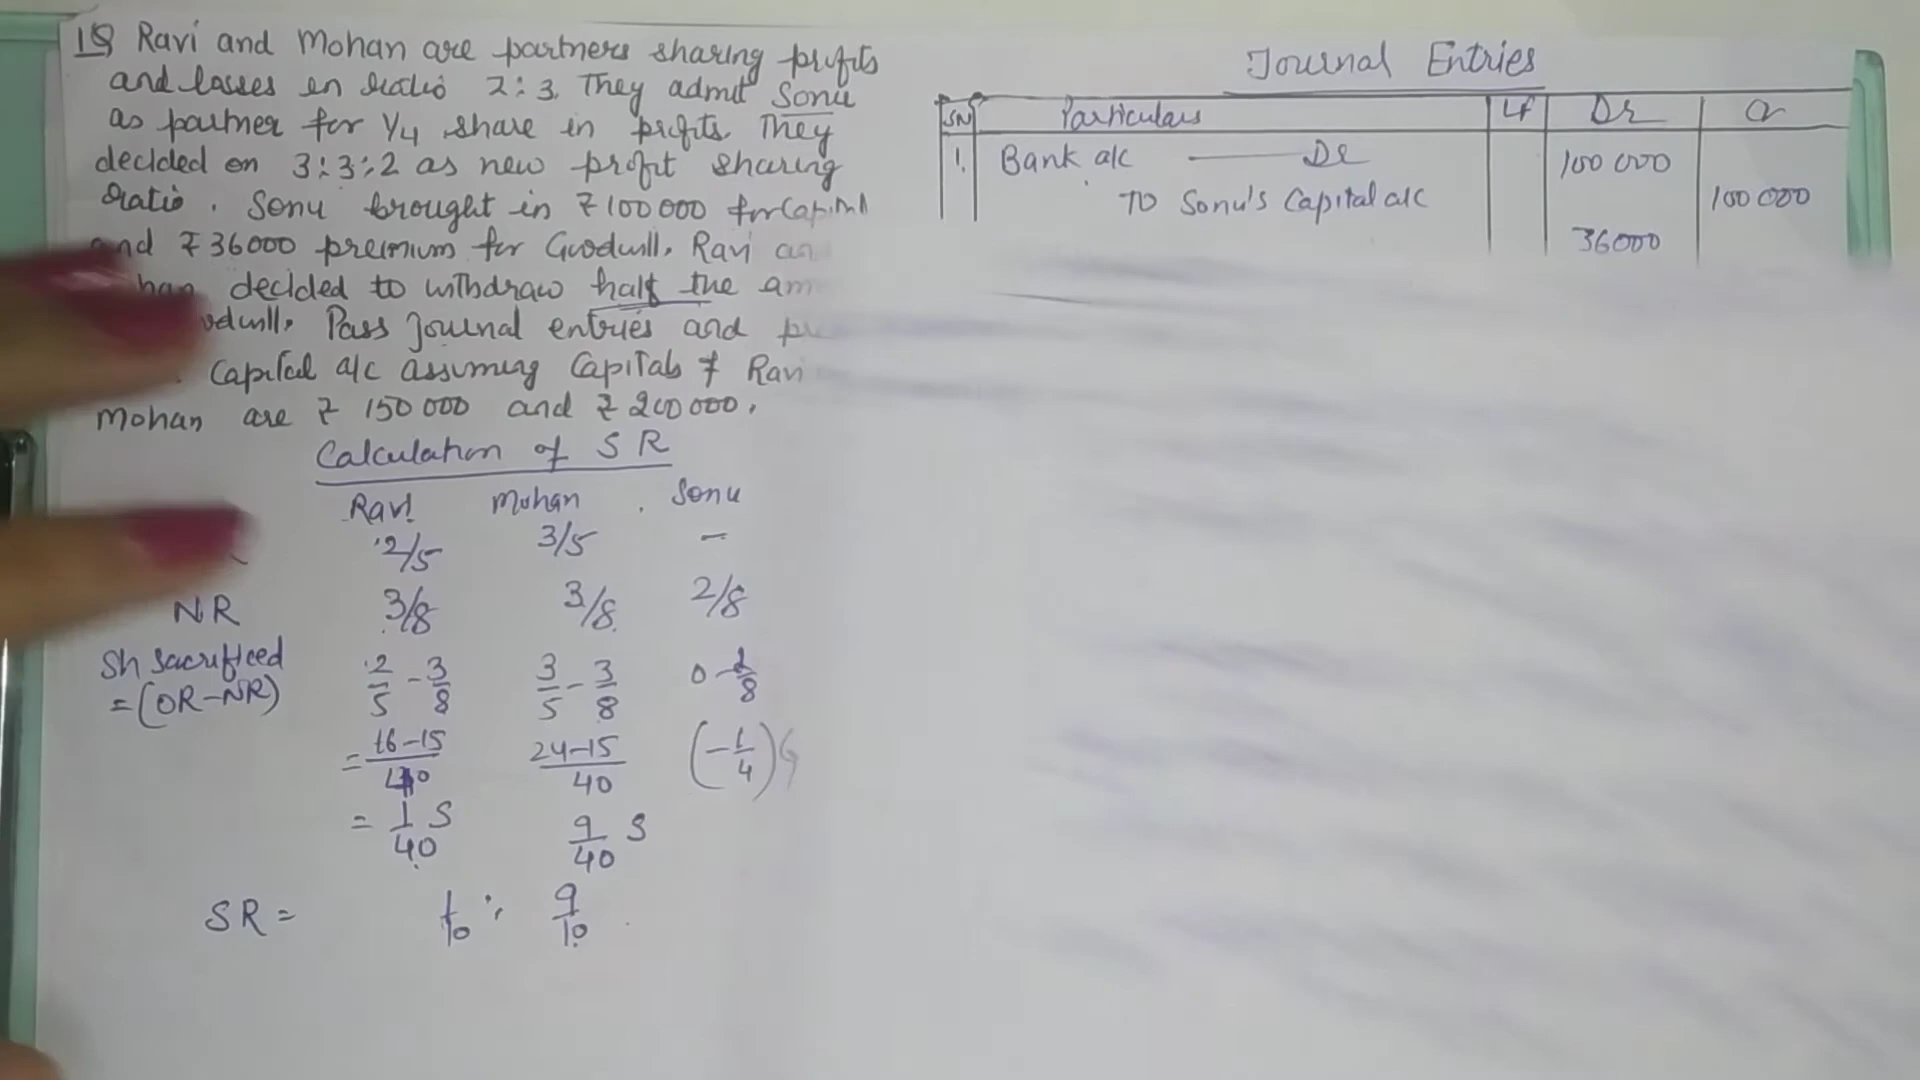 1Q Ravi and Mohan are partners sharing profits
and losses in ratio 2:3. They admit Sonu
as partner for 1/4 share in profits. They
decided on 3:3:2 as new profit sharing
ratio. Sonu brought in ₹100000 for Capital
and ₹36000 premium for Goodwill. Ravi
decided to withdraw half the
Pass Journal entries and
Capital a/c assuming Capitals of Ravi
Mohan are ₹ 150000 and ₹200000.
Calculation of SR
Ravi Mohan Sonu
2/5 3/5 –
NR 3/8 3/8 2/8
Sh sacrificed
=(OR-NR) 2/5 - 3/8 3/5 - 3/8 0 - 2/8
= 16-15/40 24-15/40 (-1/4) G
= 1/40 S 9/40 S
SR = 1/10 : 9/10
Journal Entries
SN Particulars LF Dr Cr
1. Bank a/c —— Dr 100 000
To Sonu's Capital a/c 100 000
36000